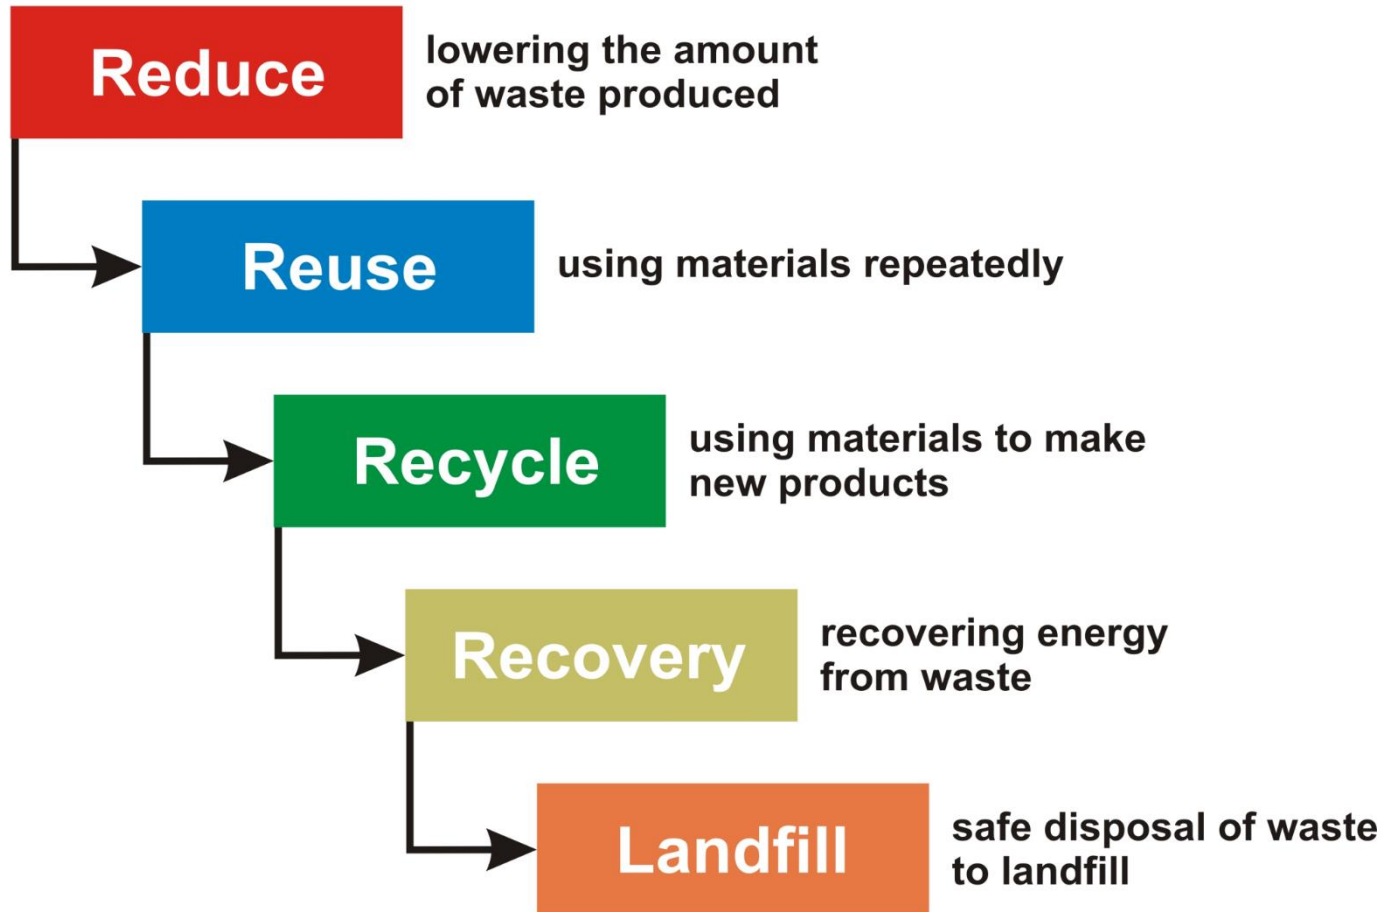 Reduce
lowering the amount
of waste produced
Reuse
using materials repeatedly
Recycle
using materials to make
new products
Recovery
recovering energy
from waste
Landfill
safe disposal of waste
to landfill